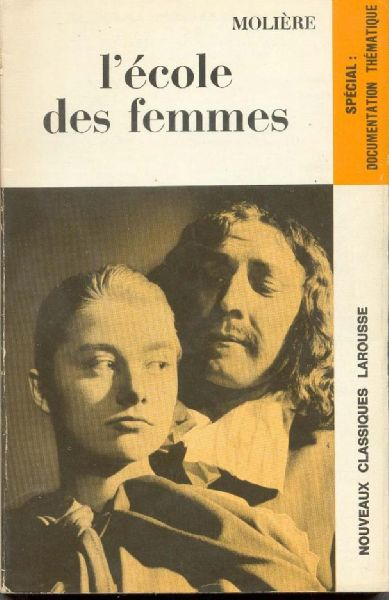 MOLIÈRE
l'école
des femmes
SPÉCIAL :
DOCUMENTATION THÉMATIQUE
NOUVEAUX CLASSIQUES LAROUSSE